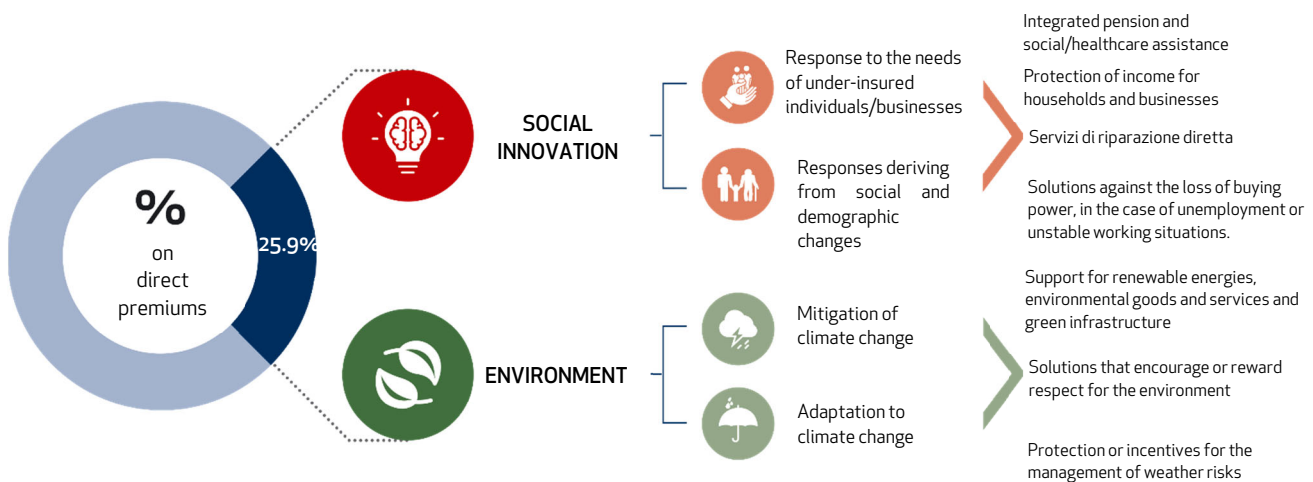 %
on
direct
premiums
25.9%
SOCIAL
INNOVATION
Response to the needs
of under-insured
individuals/businesses
Responses deriving
from social and
demographic
changes
Integrated pension and
social/healthcare assistance
Protection of income for
households and businesses
Servizi di riparazione diretta
Solutions against the loss of buying
power, in the case of unemployment or
unstable working situations.
ENVIRONMENT
Mitigation of
climate change
Adaptation to
climate change
Support for renewable energies,
environmental goods and services and
green infrastructure
Solutions that encourage or reward
respect for the environment
Protection or incentives for the
management of weather risks